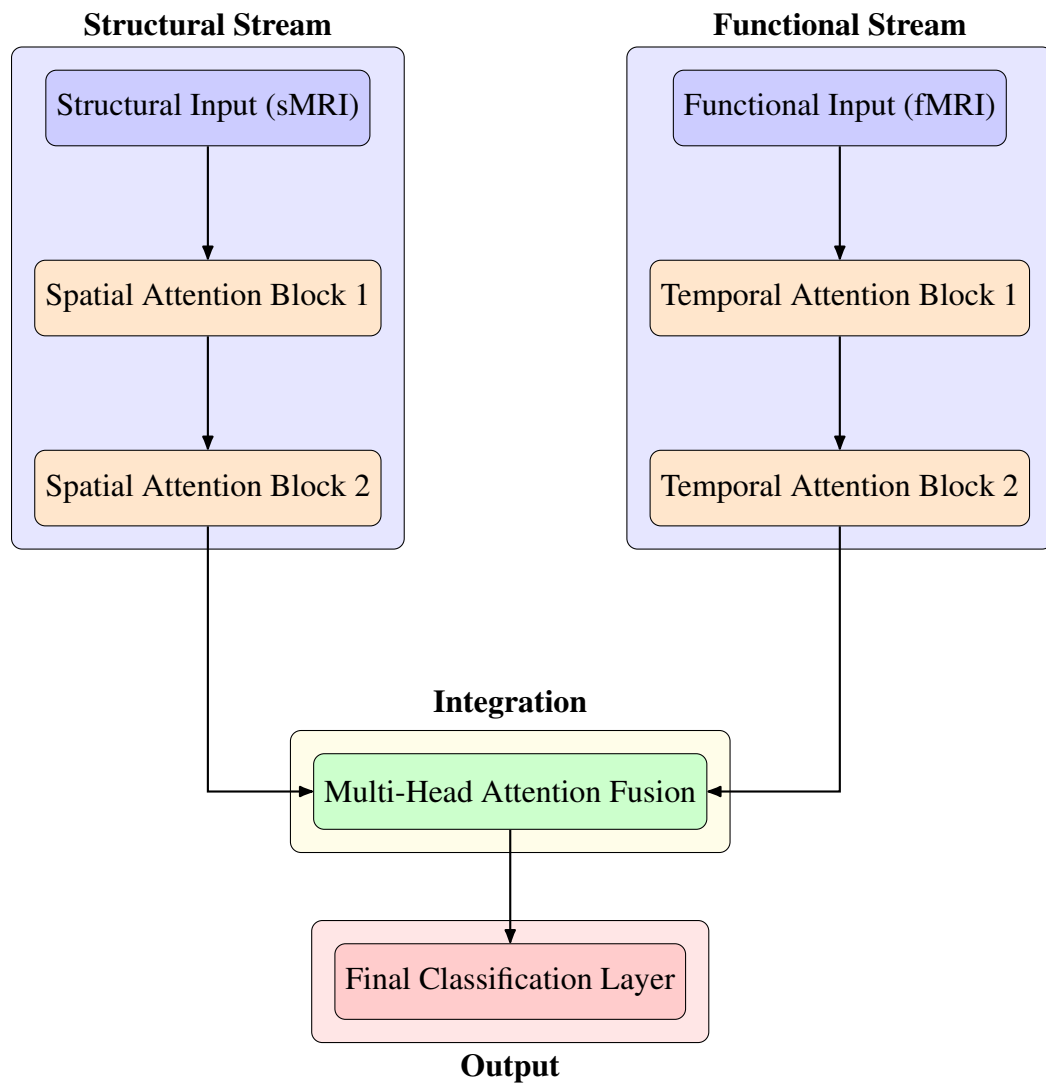 Structural Stream
Structural Input (sMRI)
Spatial Attention Block 1
Spatial Attention Block 2
Functional Stream
Functional Input (fMRI)
Temporal Attention Block 1
Temporal Attention Block 2
Integration
Multi-Head Attention Fusion
Final Classification Layer
Output